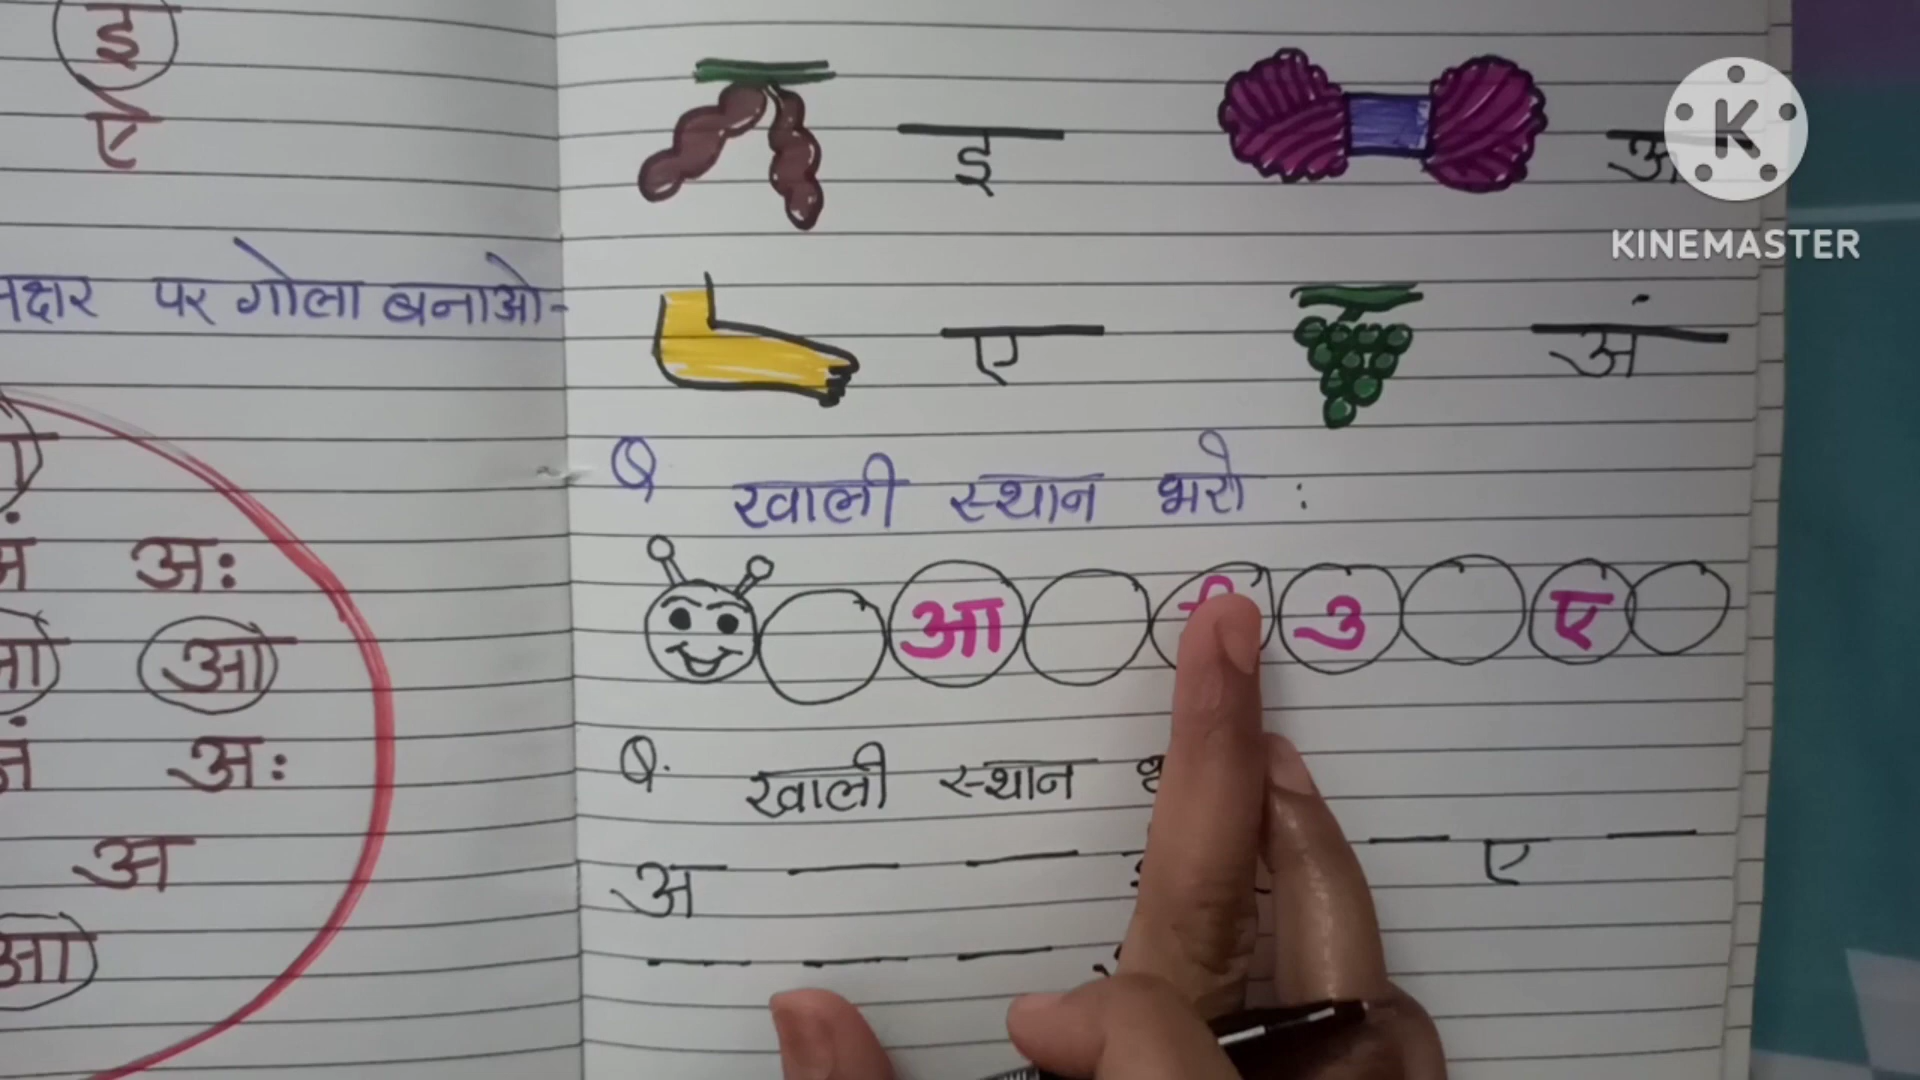 इ
ऐ
पर गोला बनाओ-
अः
आ
अः
अ
आ
इ
K
KINEMASTER
ए
अं
Q खाली स्थान भरो :
आ
उ
ए
Q. खाली स्थान
अ
ए